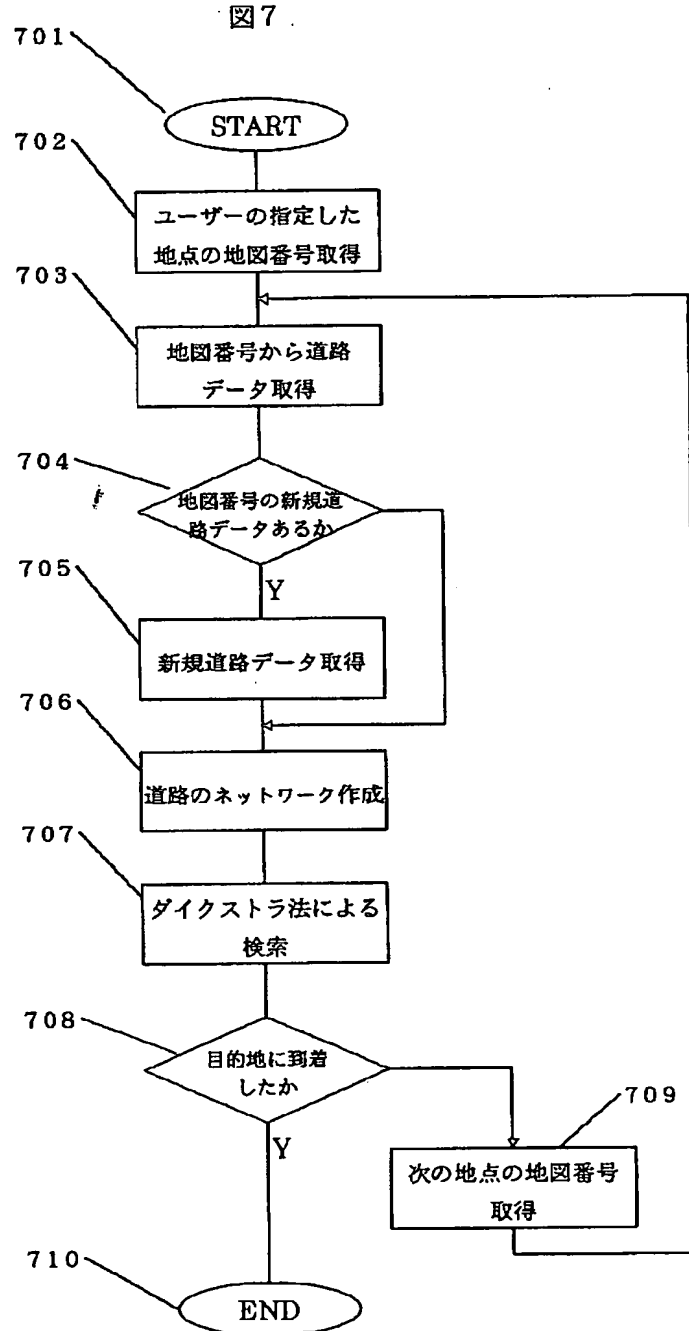 図7
701
START
702
ユーザーの指定した
地点の地図番号取得
703
地図番号から道路
データ取得
704
地図番号の新規道
路データあるか
Y
705
新規道路データ取得
706
道路のネットワーク作成
707
ダイクストラ法による
検索
708
目的地に到着
したか
Y
709
次の地点の地図番号
取得
710
END